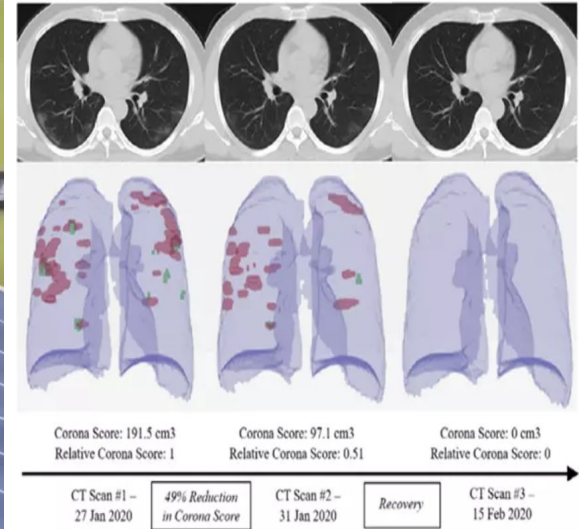 Corona Score: 191.5 cm3
Relative Corona Score: 1
Corona Score: 97.1 cm3
Relative Corona Score: 0.51
Corona Score: 0 cm3
Relative Corona Score: 0
CT Scan #1 –
27 Jan 2020
49% Reduction
in Corona Score
CT Scan #2 –
31 Jan 2020
Recovery
CT Scan #3 –
15 Feb 2020